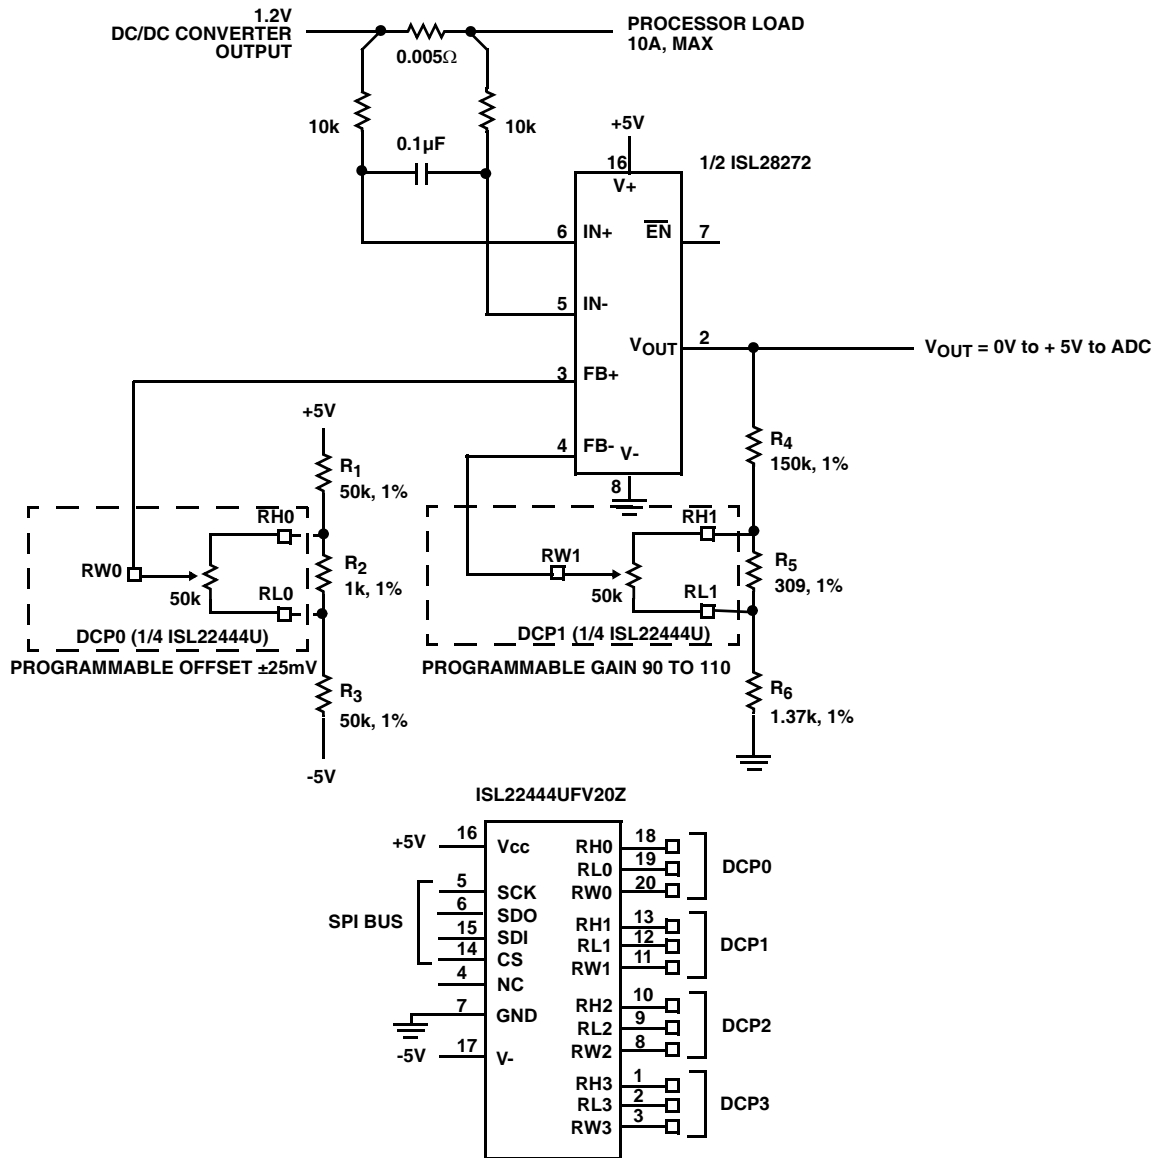 1.2V
DC/DC CONVERTER
OUTPUT
PROCESSOR LOAD
10A, MAX
0.005Ω
10k
10k
0.1µF
+5V
16
V+
1/2 ISL28272
6
IN+
EN
7
5
IN-
VOUT
2
VOUT = 0V to + 5V to ADC
3
FB+
4
FB-
V-
8
+5V
R1
50k, 1%
RH0
RW0
50k
R2
1k, 1%
RL0
DCP0 (1/4 ISL22444U)
PROGRAMMABLE OFFSET ±25mV
R3
50k, 1%
-5V
R4
150k, 1%
RH1
RW1
50k
R5
309, 1%
RL1
DCP1 (1/4 ISL22444U)
PROGRAMMABLE GAIN 90 TO 110
R6
1.37k, 1%
ISL22444UFV20Z
+5V
16
Vcc
SPI BUS
5
SCK
6
SDO
15
SDI
14
CS
4
NC
7
GND
-5V
17
V-
RH0
18
RL0
19
RW0
20
DCP0
RH1
13
RL1
12
RW1
11
DCP1
RH2
10
RL2
9
RW2
8
DCP2
RH3
1
RL3
2
RW3
3
DCP3